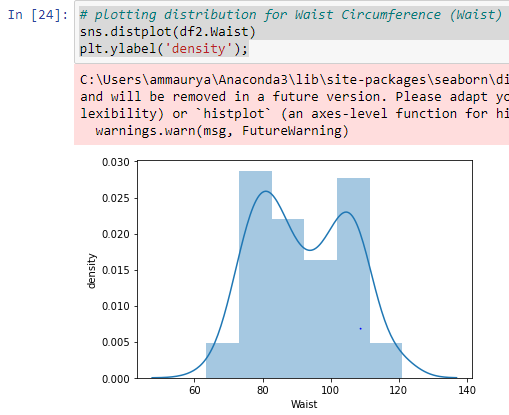 In [24]:
# plotting distribution for Waist Circumference (Waist)
sns.distplot(df2.Waist)
plt.ylabel('density');
C:\Users\ammaurya\Anaconda3\lib\site-packages\seaborn\di
and will be removed in a future version. Please adapt yo
lexibility) or `histplot` (an axes-level function for hi
warnings.warn(msg, FutureWarning)
0.030
0.025
0.020
0.015
0.010
0.005
0.000
density
60 80 100 120 140
Waist